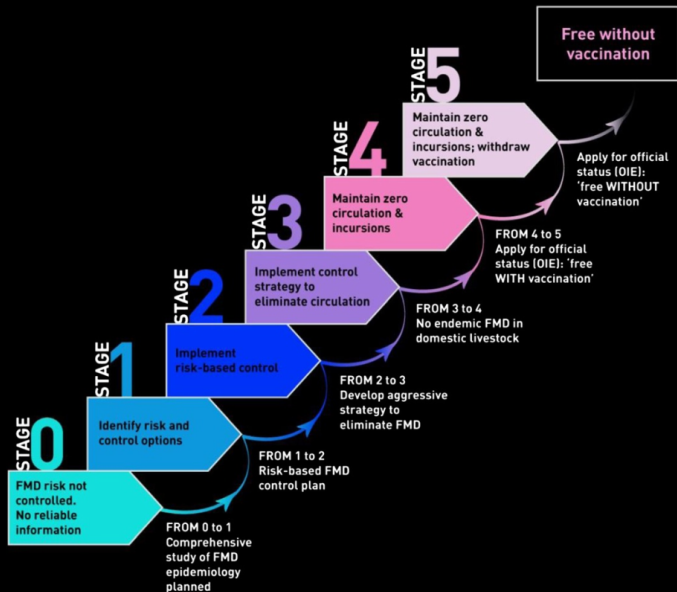 Free without
vaccination
STAGE 5
Maintain zero
circulation &
incursions; withdraw
vaccination
Apply for official
status (OIE):
‘free WITHOUT
vaccination’
STAGE 4
Maintain zero
circulation &
incursions
FROM 4 to 5
Apply for official
status (OIE): ‘free
WITH vaccination’
STAGE 3
Implement control
strategy to
eliminate circulation
FROM 3 to 4
No endemic FMD in
domestic livestock
STAGE 2
Implement
risk-based control
FROM 2 to 3
Develop aggressive
strategy to
eliminate FMD
STAGE 1
Identify risk and
control options
FROM 1 to 2
Risk-based FMD
control plan
STAGE 0
FMD risk not
controlled.
No reliable
information
FROM 0 to 1
Comprehensive
study of FMD
epidemiology
planned